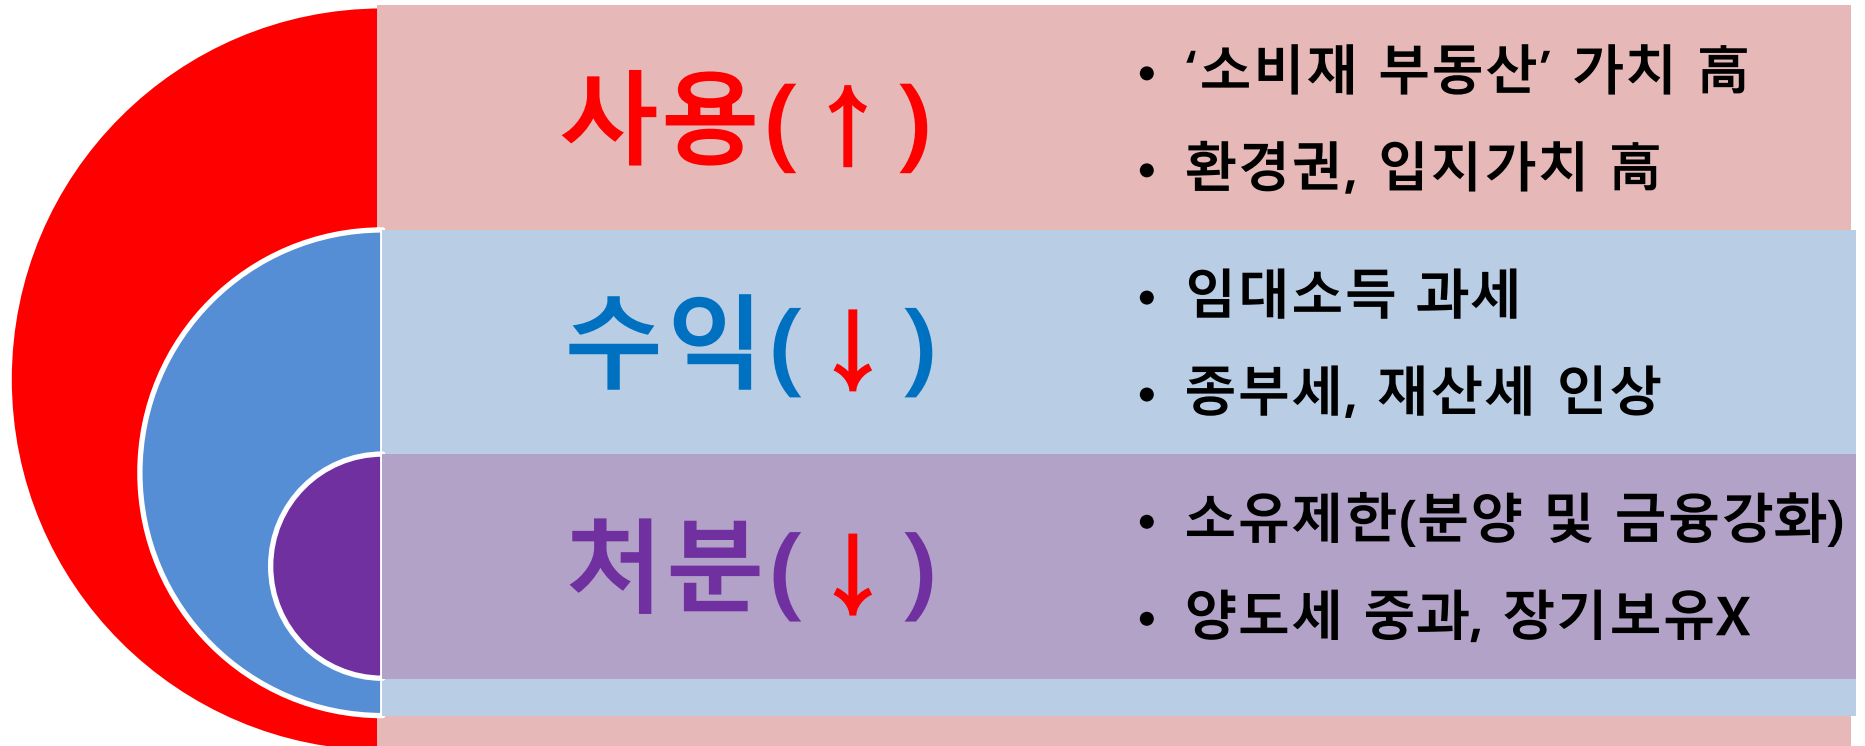 사용(↑)
• ‘소비재 부동산’ 가치 高
• 환경권, 입지가치 高
수익(↓)
• 임대소득 과세
• 종부세, 재산세 인상
처분(↓)
• 소유제한(분양 및 금융강화)
• 양도세 중과, 장기보유X